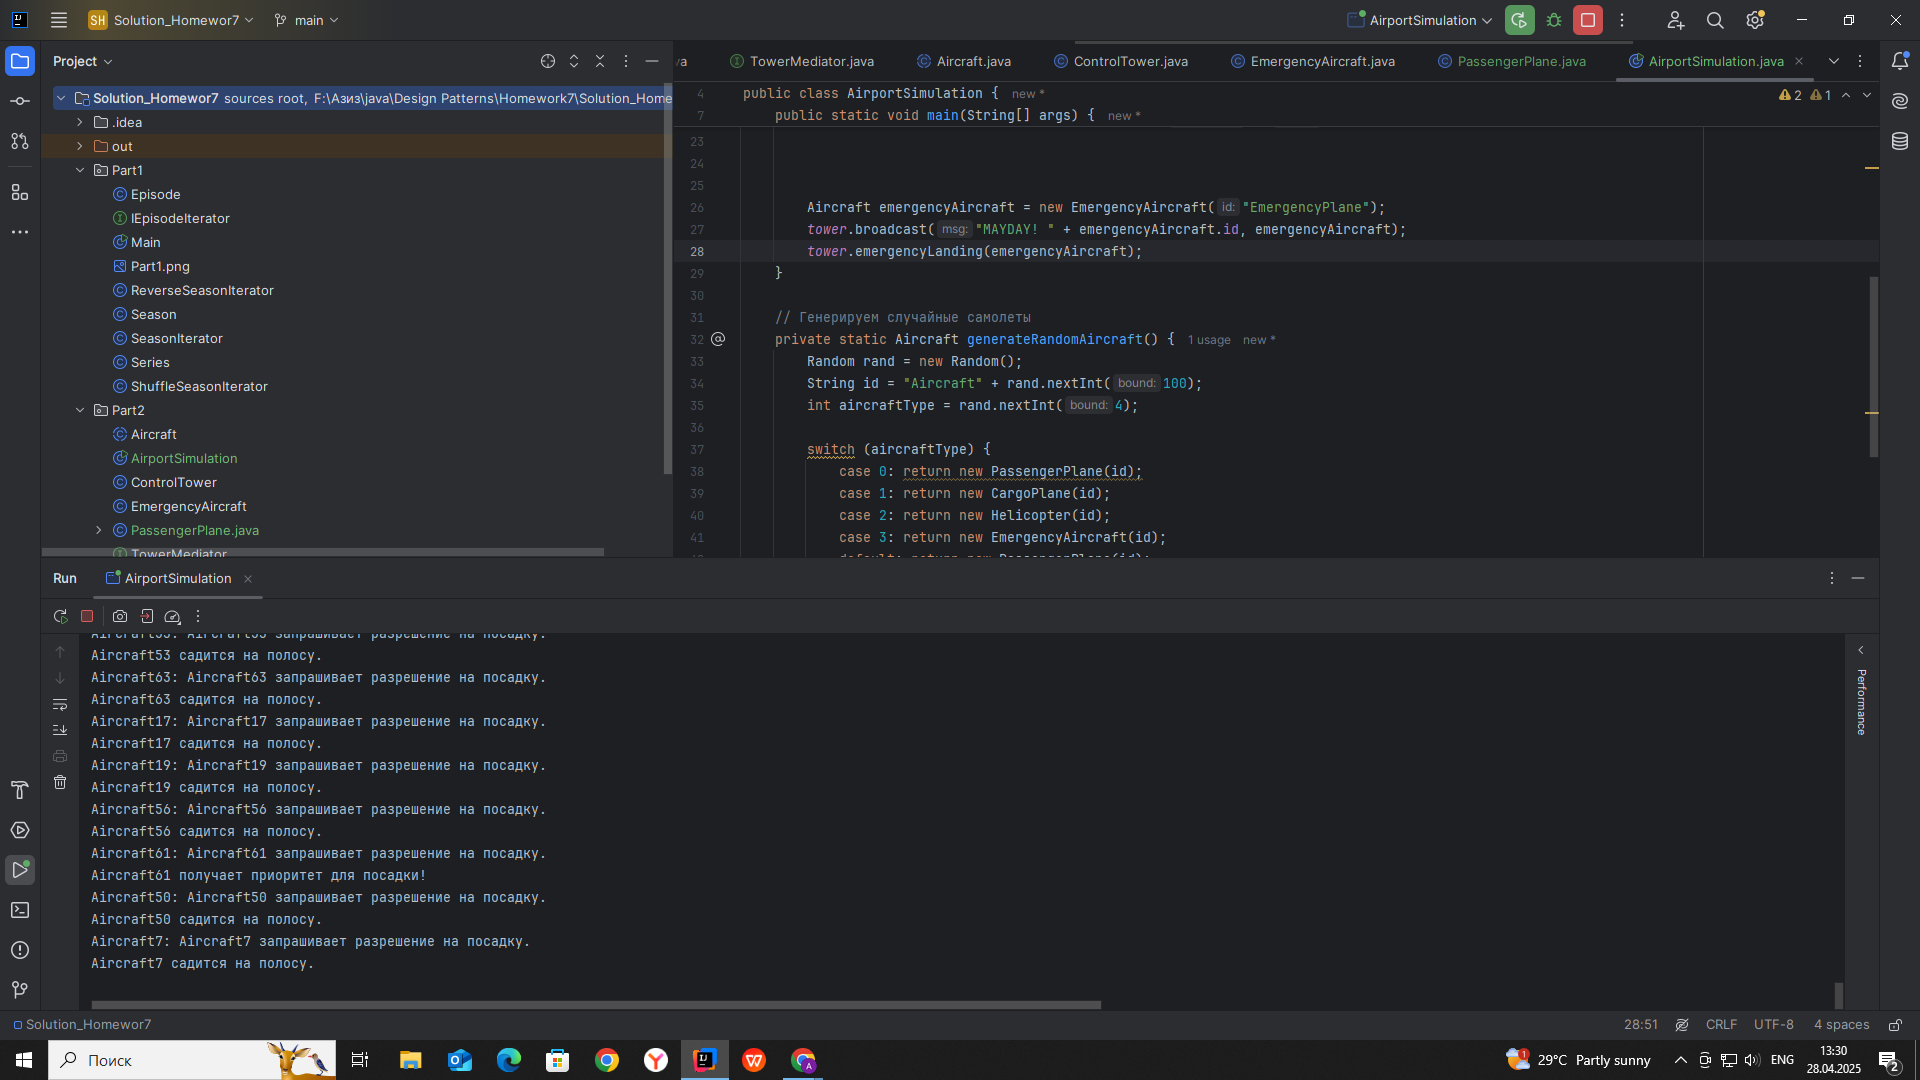 SH Solution_Homewor7 main AirportSimulation
Project
va TowerMediator.java Aircraft.java ControlTower.java EmergencyAircraft.java PassengerPlane.java AirportSimulation.java
Solution_Homewor7 sources root, F:\Азиз\java\Design Patterns\Homework7\Solution_Home
.idea
out
Part1
Episode
IEpisodeIterator
Main
Part1.png
ReverseSeasonIterator
Season
SeasonIterator
Series
ShuffleSeasonIterator
Part2
Aircraft
AirportSimulation
ControlTower
EmergencyAircraft
PassengerPlane.java
TowerMediator
4 public class AirportSimulation { new *
2 1
7 public static void main(String[] args) { new *
23
24
25
26 Aircraft emergencyAircraft = new EmergencyAircraft( id: "EmergencyPlane");
27 tower.broadcast( msg: "MAYDAY! " + emergencyAircraft.id, emergencyAircraft);
28 tower.emergencyLanding(emergencyAircraft);
29 }
30
31 // Генерируем случайные самолеты
32 @ private static Aircraft generateRandomAircraft() { 1 usage new *
33 Random rand = new Random();
34 String id = "Aircraft" + rand.nextInt( bound: 100);
35 int aircraftType = rand.nextInt( bound: 4);
36
37 switch (aircraftType) {
38 case 0: return new PassengerPlane(id);
39 case 1: return new CargoPlane(id);
40 case 2: return new Helicopter(id);
41 case 3: return new EmergencyAircraft(id);
default: return new PassengerPlane(id);
Run AirportSimulation
Aircraft53: Aircraft53 запрашивает разрешение на посадку.
Aircraft53 садится на полосу.
Aircraft63: Aircraft63 запрашивает разрешение на посадку.
Aircraft63 садится на полосу.
Aircraft17: Aircraft17 запрашивает разрешение на посадку.
Aircraft17 садится на полосу.
Aircraft19: Aircraft19 запрашивает разрешение на посадку.
Aircraft19 садится на полосу.
Aircraft56: Aircraft56 запрашивает разрешение на посадку.
Aircraft56 садится на полосу.
Aircraft61: Aircraft61 запрашивает разрешение на посадку.
Aircraft61 получает приоритет для посадки!
Aircraft50: Aircraft50 запрашивает разрешение на посадку.
Aircraft50 садится на полосу.
Aircraft7: Aircraft7 запрашивает разрешение на посадку.
Aircraft7 садится на полосу.
Performance
Solution_Homewor7 28:51 CRLF UTF-8 4 spaces
Поиск
1 29°C Partly sunny ENG
13:30
28.04.2025
2